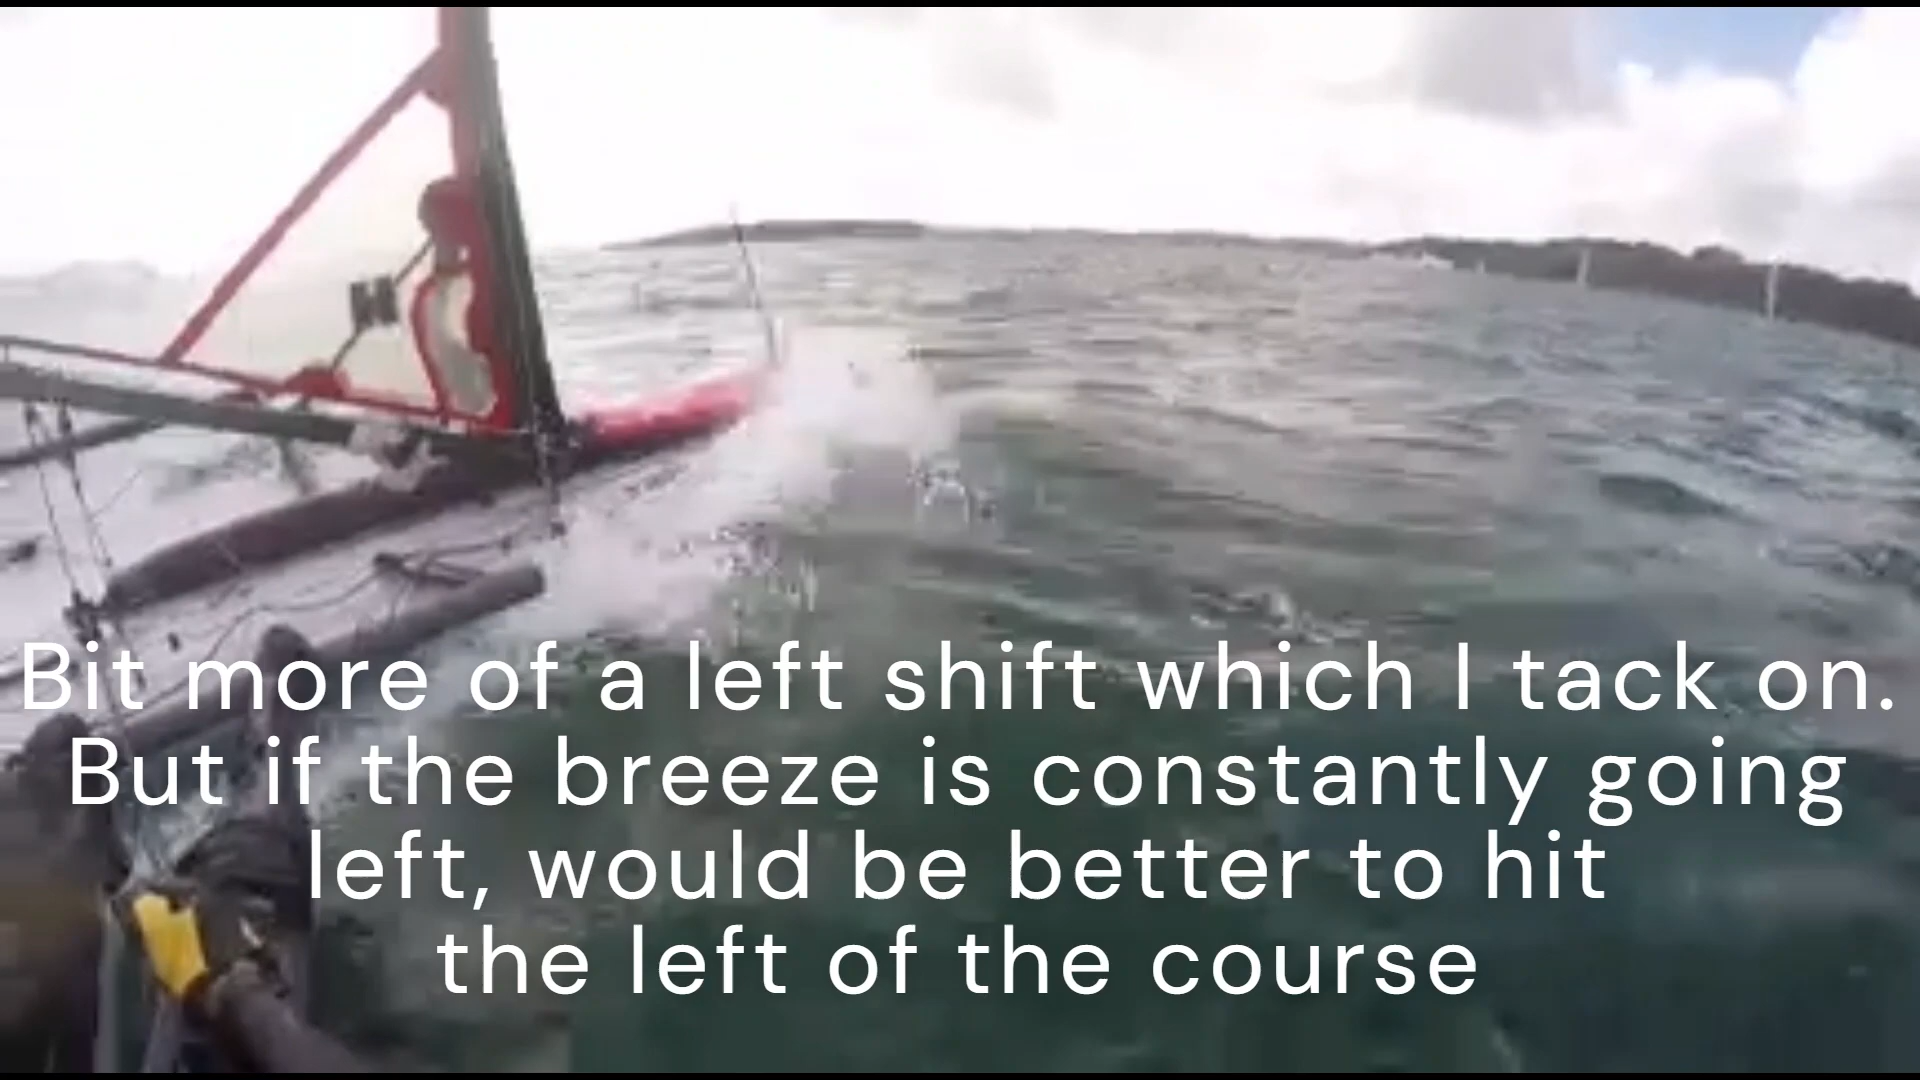 Bit more of a left shift which I tack on.
But if the breeze is constantly going
left, would be better to hit
the left of the course